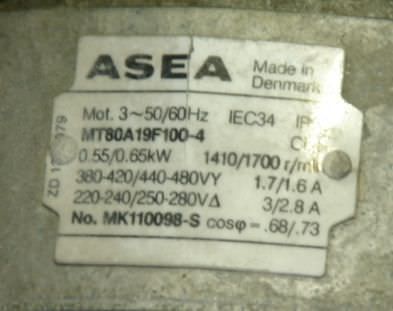 ASEA Made in
Denmark
Mot. 3~50/60Hz IEC34
MT80A19F100-4
0.55/0.65kW 1410/1700
380-420/440-480VY 1.7/1.6 A
220-240/250-280VΔ 3/2.8 A
No. MK110098-S cosφ = .68/.73
ZD